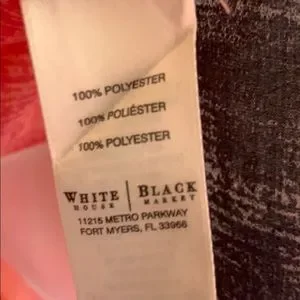 100% POLYESTER
100% POLIÉSTER
100% POLYESTER
WHITE | BLACK
HOUSE | MARKET
11215 METRO PARKWAY
FORT MYERS, FL 33966